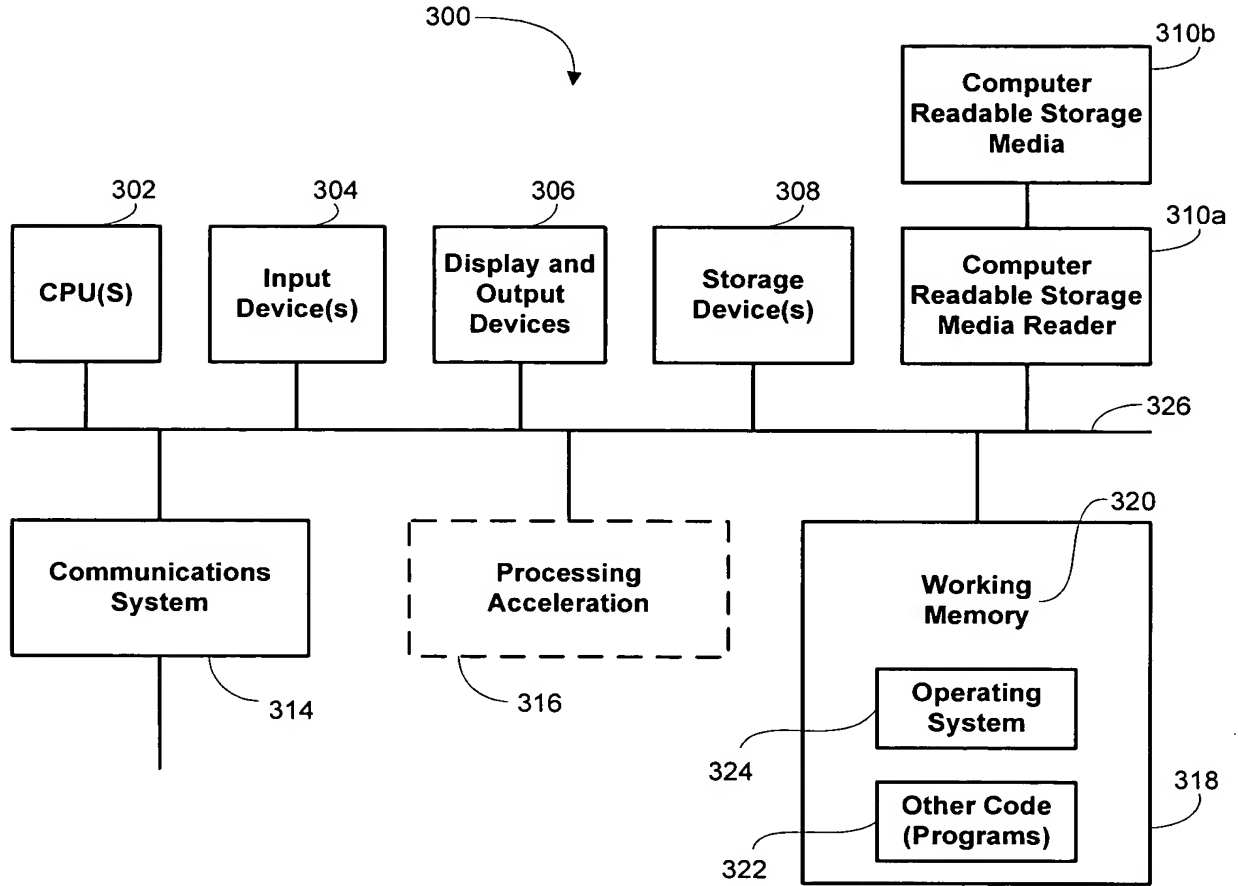 300
310b
Computer
Readable Storage
Media
302
304
306
308
310a
CPU(S)
Input
Device(s)
Display and
Output
Devices
Storage
Device(s)
Computer
Readable Storage
Media Reader
326
320
Communications
System
Processing
Acceleration
Working
Memory
314
316
Operating
System
324
318
Other Code
(Programs)
322